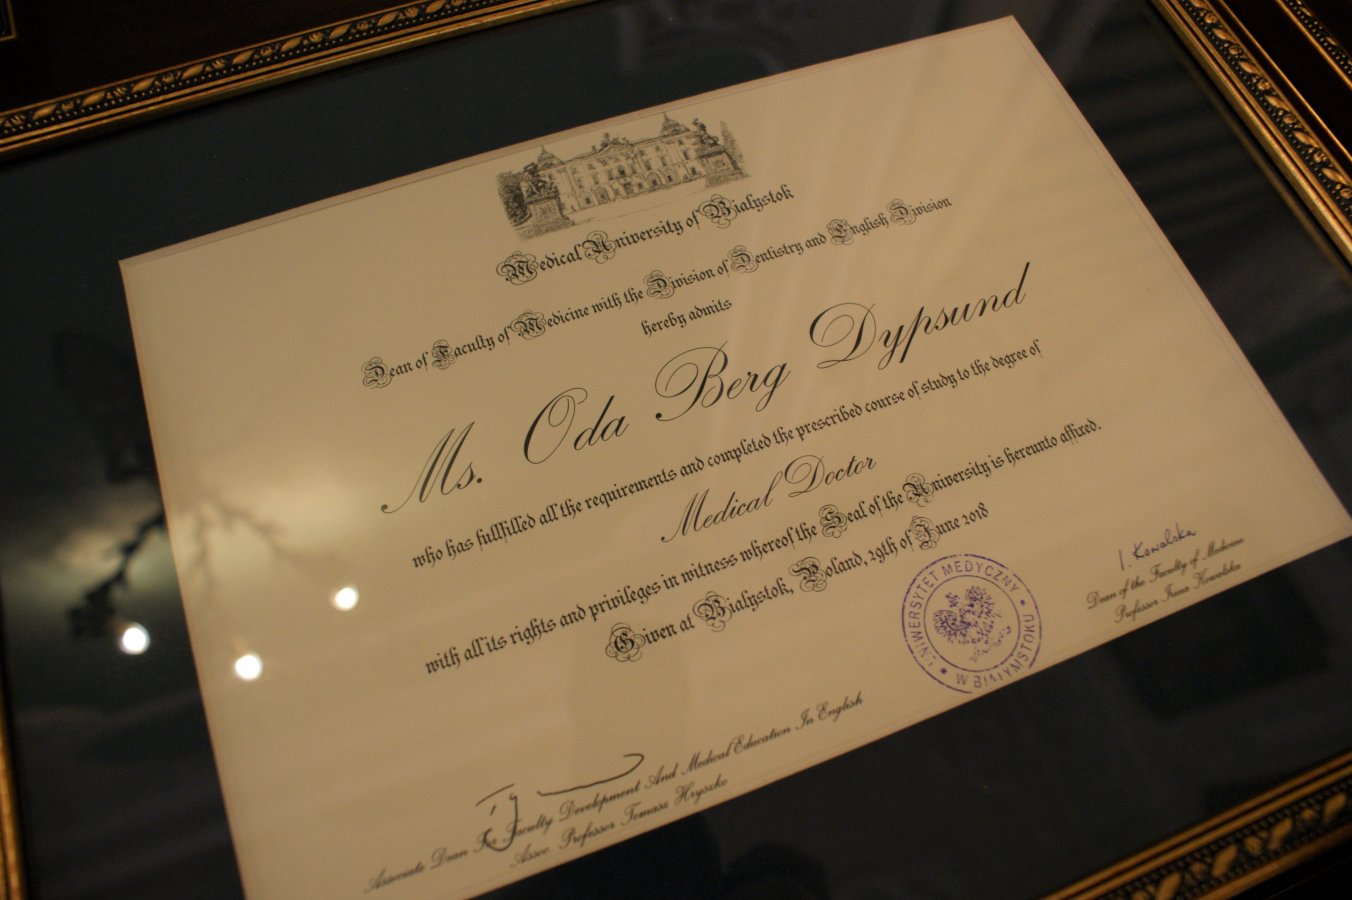 Medical University of Bialystok
Dean of Faculty of Medicine with the Division of Dentistry and English Division
hereby admits
Ms. Oda Berg Dypsund
who has fullfilled all the requirements and completed the prescribed course of study to the degree of
Medical Doctor
with all its rights and privileges in witness whereof the Seal of the University is hereunto affixed.
Given at Bialystok, Poland, 29th of June 2018
UNIWERSYTET MEDYCZNY
W BIAŁYMSTOKU
I. Kowalska
Dean of the Faculty of Medicine
Professor Irina Kowalska
Associate Dean For Faculty Development And Medical Education In English
Assoc. Professor Tomasz Hryszko